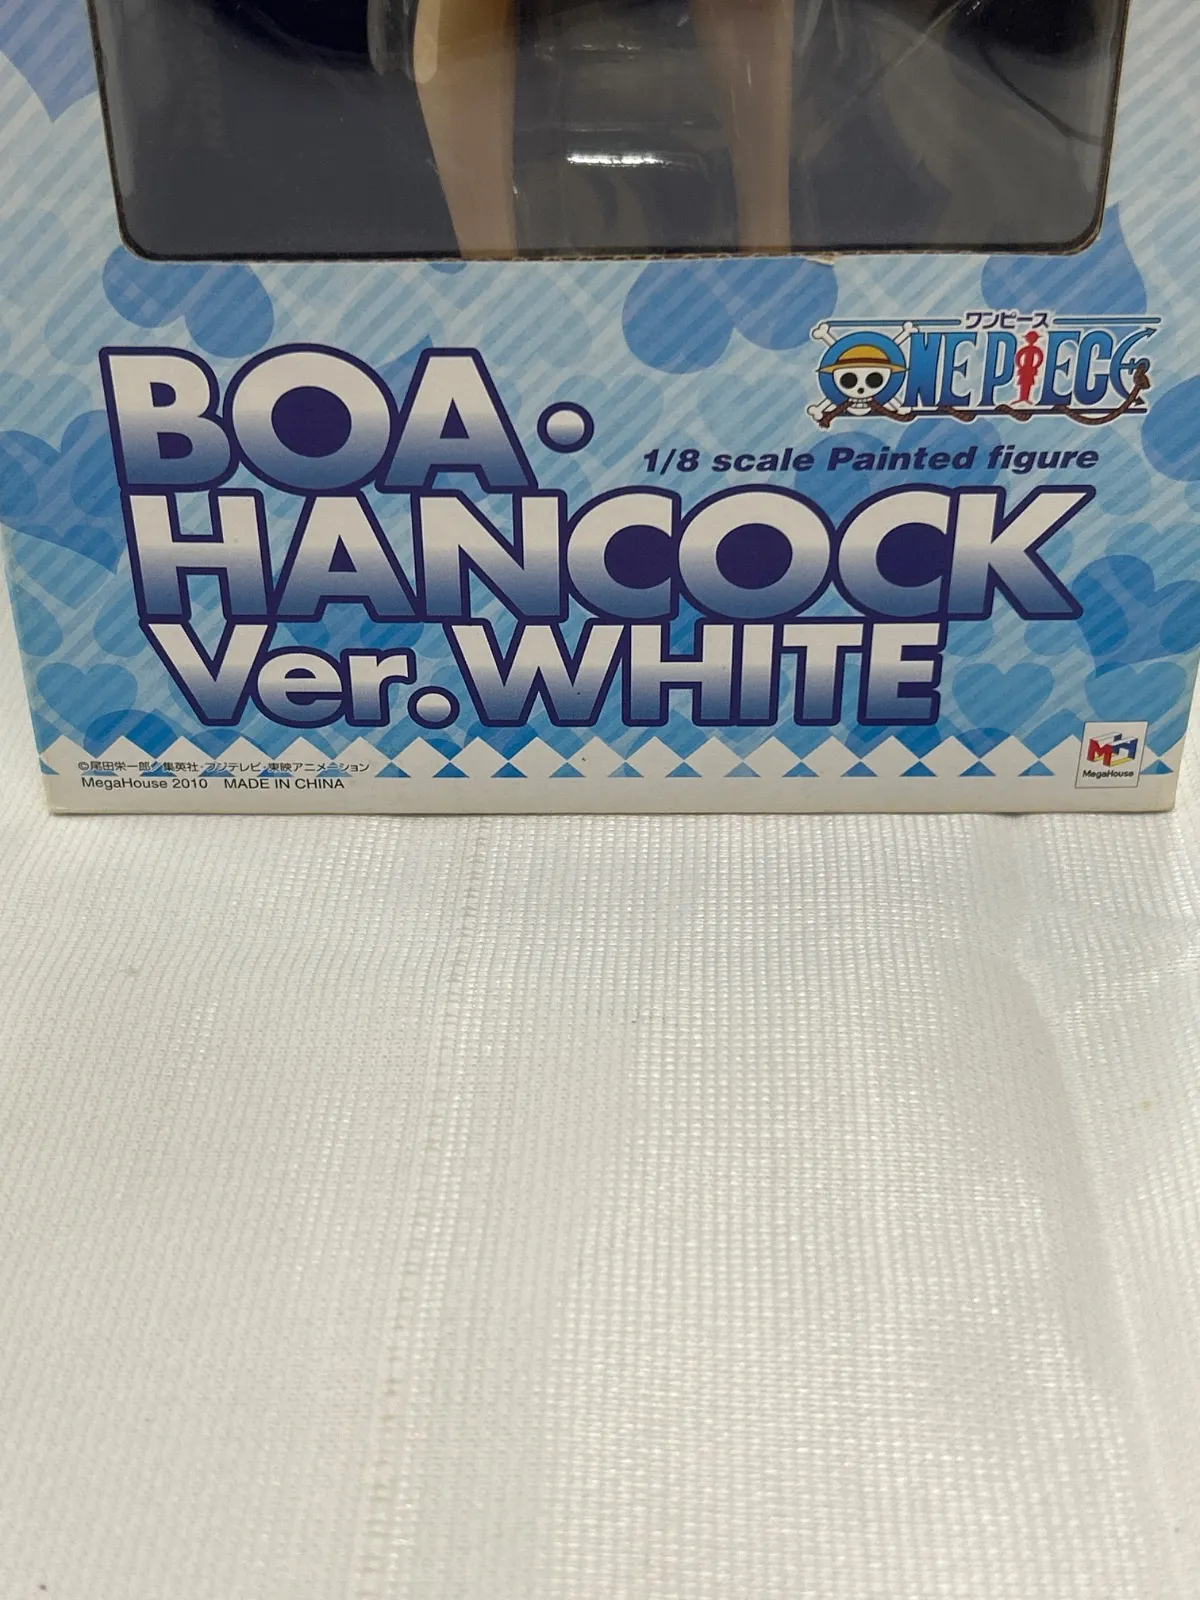 ワンピース
ONE PIECE
BOA・
1/8 scale Painted figure
HANCOCK
Ver.WHITE
©尾田栄一郎／集英社・フジテレビ・東映アニメーション
MegaHouse 2010 MADE IN CHINA
MegaHouse